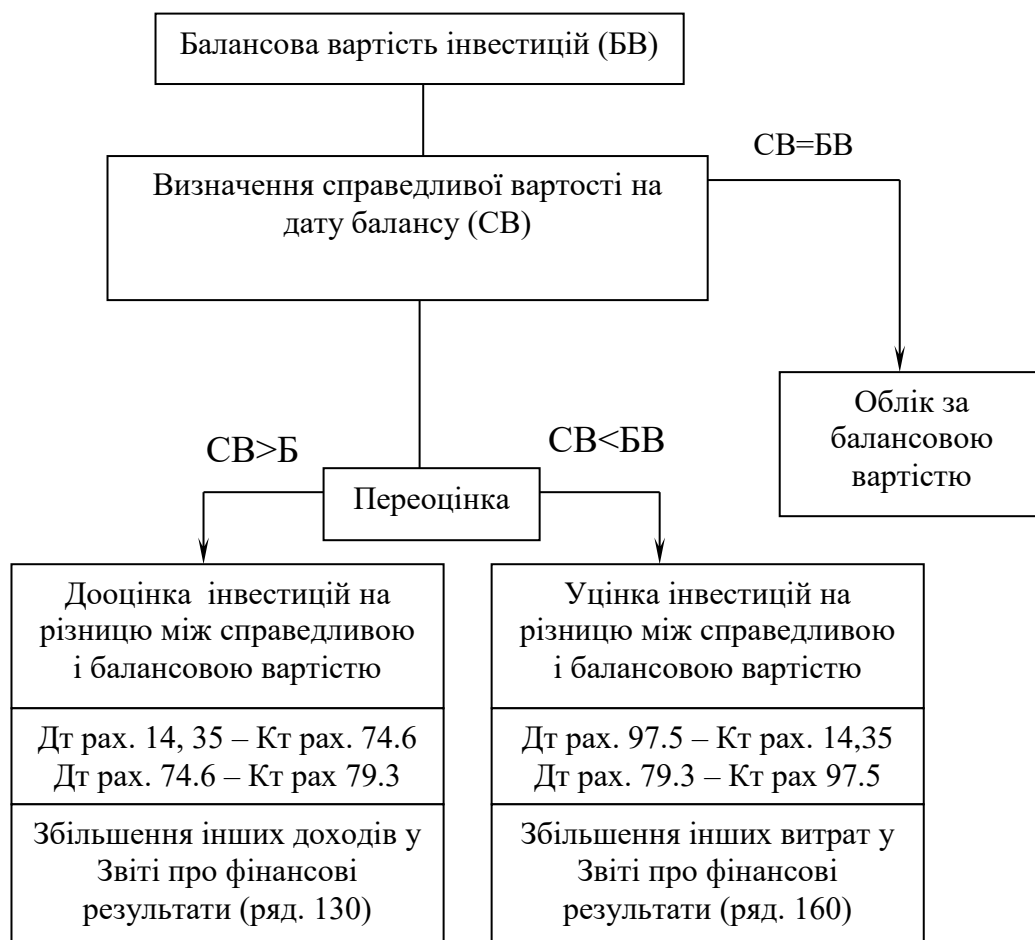 Балансова вартість інвестицій (БВ)
СВ=БВ
Визначення справедливої вартості на
дату балансу (СВ)
Облік за
балансовою
вартістю
СВ>Б
СВ<БВ
Переоцінка
Дооцінка інвестицій на
різницю між справедливою
і балансовою вартістю
Дт рах. 14, 35 – Кт рах. 74.6
Дт рах. 74.6 – Кт рах 79.3
Збільшення інших доходів у
Звіті про фінансові
результати (ряд. 130)
Уцінка інвестицій на
різницю між справедливою
і балансовою вартістю
Дт рах. 97.5 – Кт рах. 14,35
Дт рах. 79.3 – Кт рах 97.5
Збільшення інших витрат у
Звіті про фінансові
результати (ряд. 160)